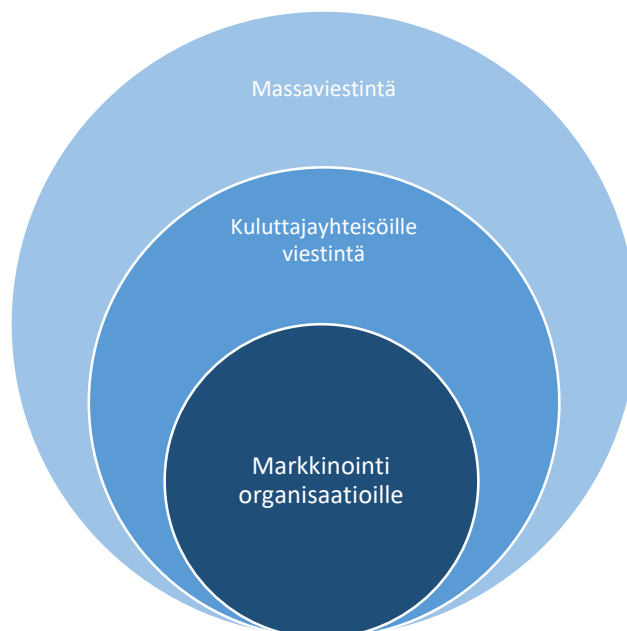 Massaviestintä
Kuluttajayhteisöille
viestintä
Markkinointi
organisaatioille